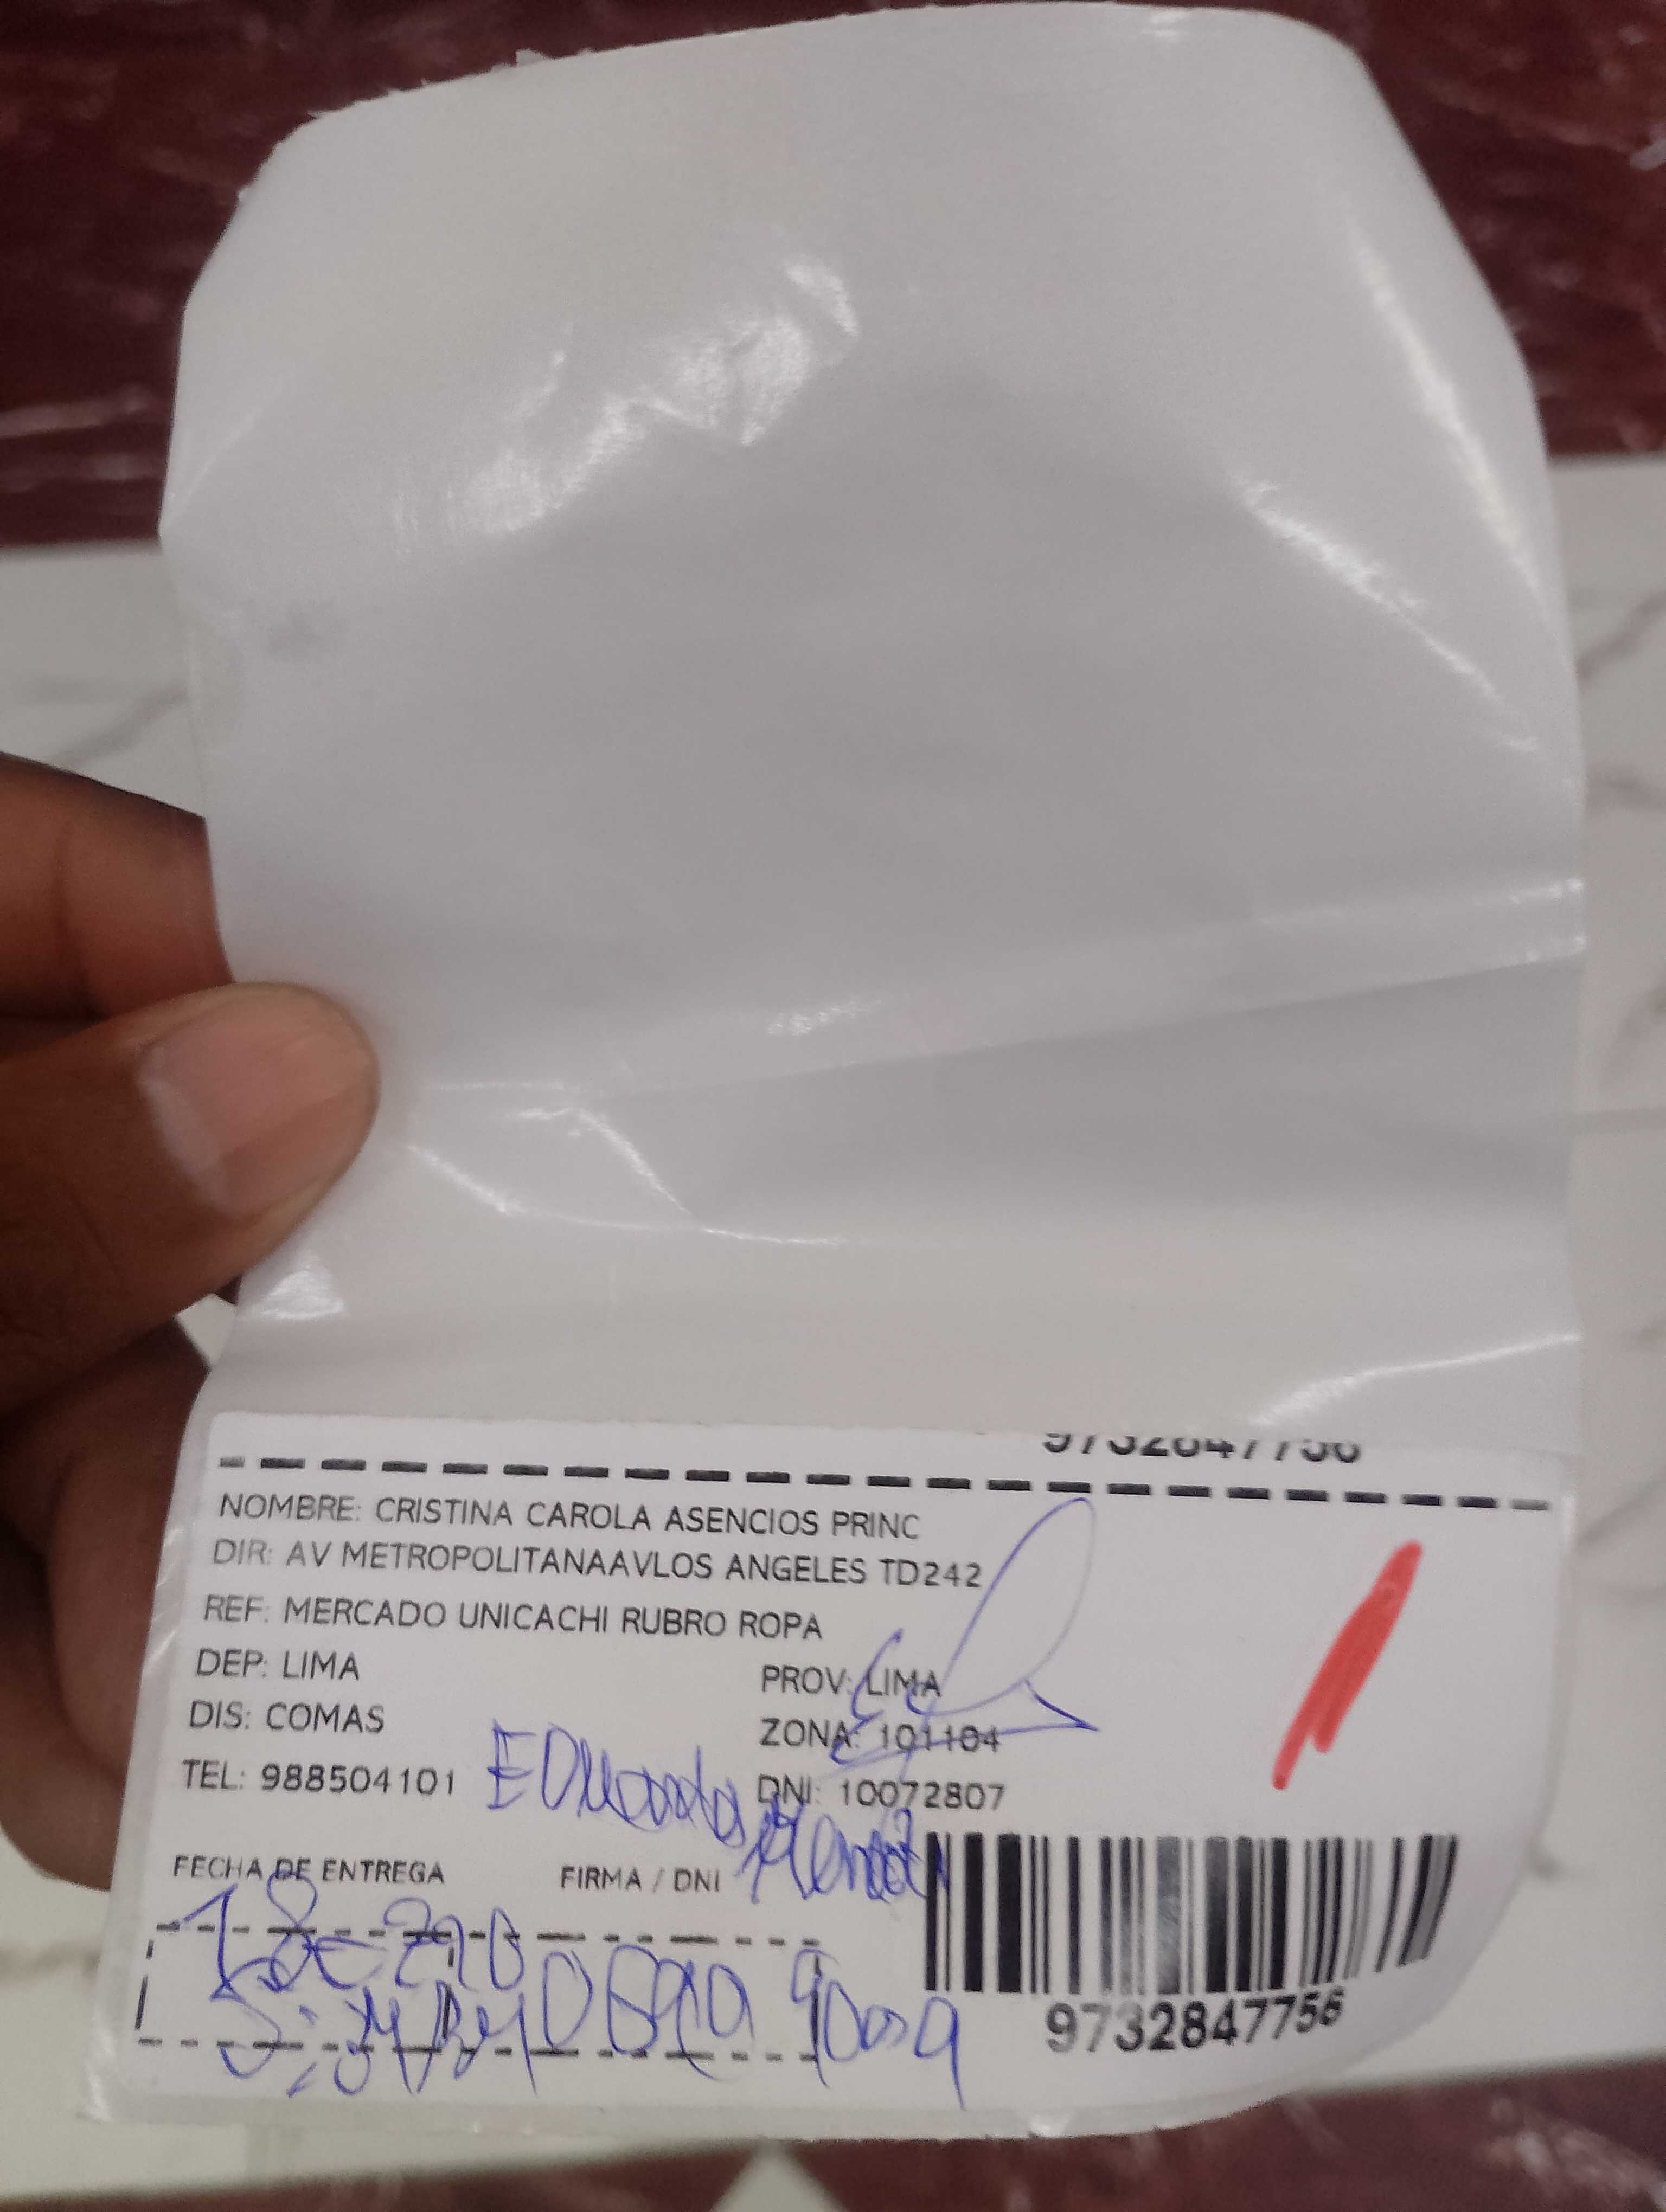 9732847756
NOMBRE: CRISTINA CAROLA ASENCIOS PRINC
DIR: AV METROPOLITANAAVLOS ANGELES TD242
REF: MERCADO UNICACHI RUBRO ROPA
DEP: LIMA PROV: LIMA
DIS: COMAS ZONA: 101104
TEL: 988504101 DNI: 10072807
FECHA DE ENTREGA FIRMA / DNI
9732847756